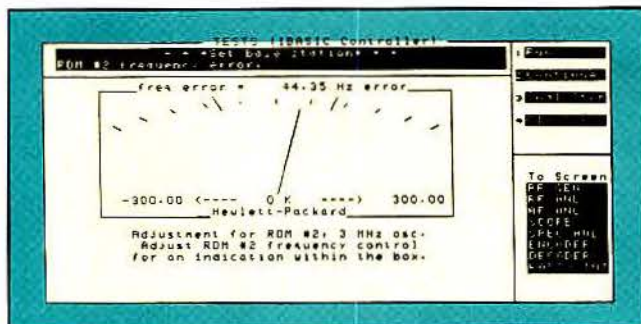 TESTS (IBASIC Controller)
* * *Set base Station* * *
RDM #2 frequency error.
freq error = 44.35 Hz error
-300.00 <---- O K ----> 300.00
Hewlett-Packard
Adjustment for RDM #2: 3 MHz osc.
Adjust RDM #2 frequency control
for an indication within the box.
1 Run
To Screen
RF GEN
RF ANL
AF ANL
SCOPE
SPEC ANL
ENCODER
DECODER